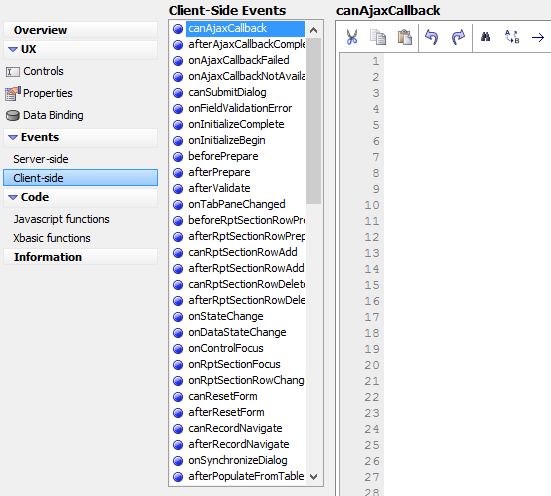 Overview
UX
Controls
Properties
Data Binding
Events
Server-side
Client-side
Code
Javascript functions
Xbasic functions
Information
Client-Side Events
canAjaxCallback
afterAjaxCallbackComple
onAjaxCallbackFailed
onAjaxCallbackNotAvaila
canSubmitDialog
onFieldValidationError
onInitializeComplete
onInitializeBegin
beforePrepare
afterPrepare
afterValidate
onTabPaneChanged
beforeRptSectionRowPr
afterRptSectionRowPrep
canRptSectionRowAdd
afterRptSectionRowAdd
canRptSectionRowDelete
afterRptSectionRowDele
onStateChange
onDataStateChange
onControlFocus
onRptSectionFocus
onRptSectionRowChang
canResetForm
afterResetForm
canRecordNavigate
afterRecordNavigate
onSynchronizeDialog
afterPopulateFromTable
canAjaxCallback
1
2
3
4
5
6
7
8
9
10
11
12
13
14
15
16
17
18
19
20
21
22
23
24
25
26
27
28